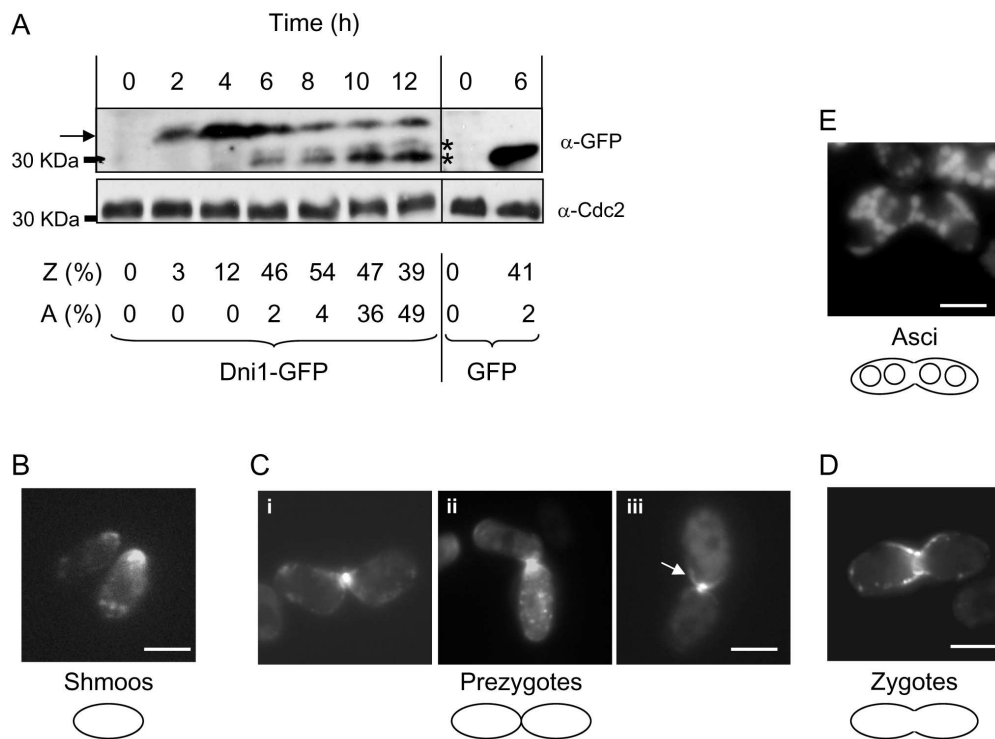 A
Time (h)
0 2 4 6 8 10 12 0 6
α-GFP
30 KDa
*
*
α-Cdc2
30 KDa
Z (%) 0 3 12 46 54 47 39 0 41
A (%) 0 0 0 2 4 36 49 0 2
Dni1-GFP GFP
E
Asci
B
Shmoos
C
i ii iii
Prezygotes
D
Zygotes